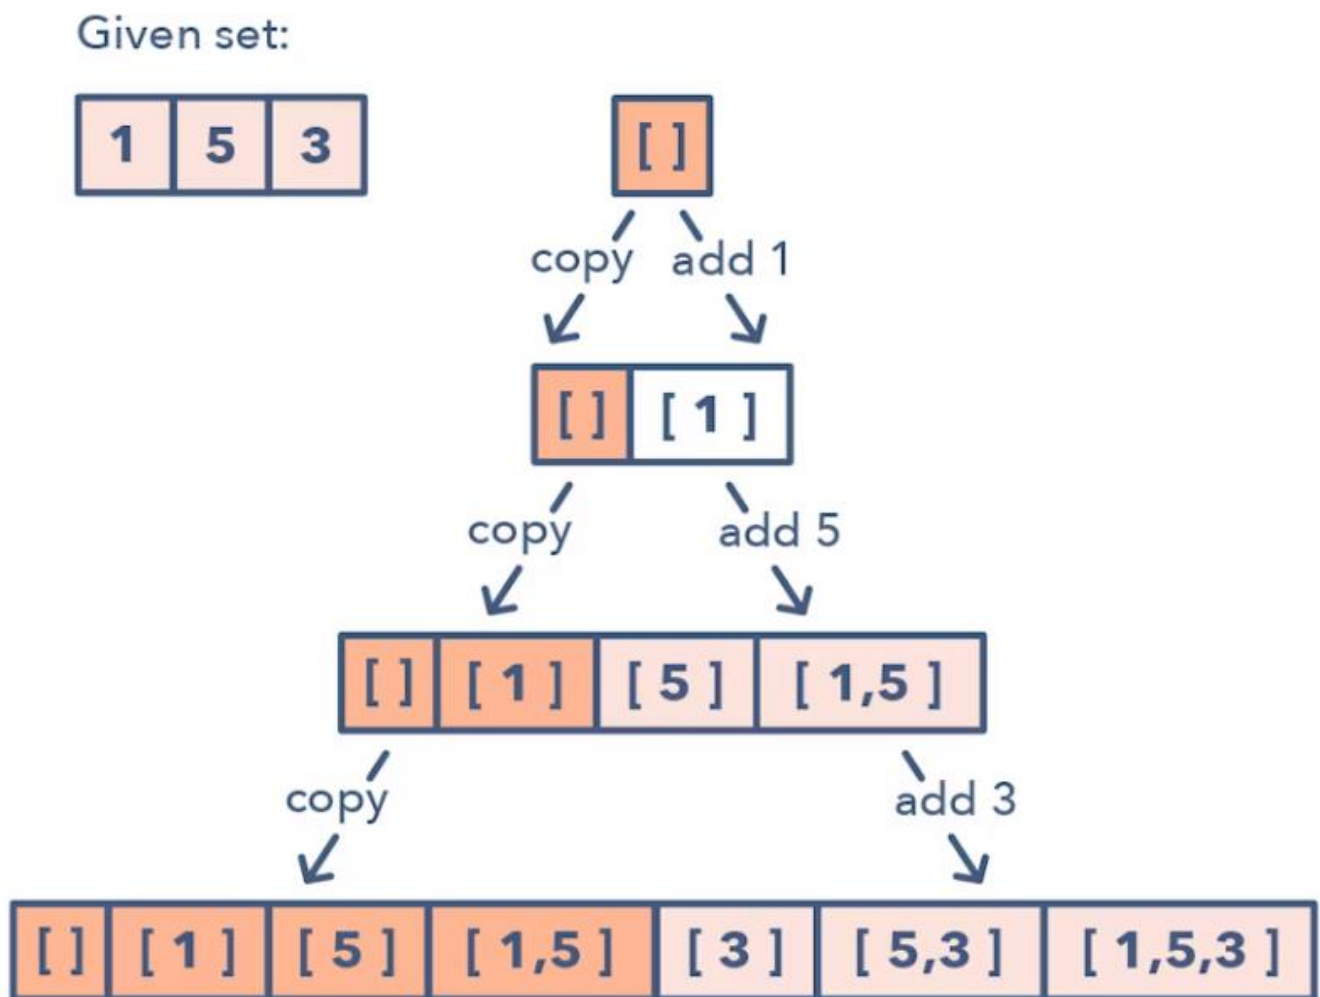 Given set:
1 5 3
[ ]
copy add 1
[ ] [ 1 ]
copy add 5
[ ] [ 1 ] [ 5 ] [ 1,5 ]
copy add 3
[ ] [ 1 ] [ 5 ] [ 1,5 ] [ 3 ] [ 5,3 ] [ 1,5,3 ]